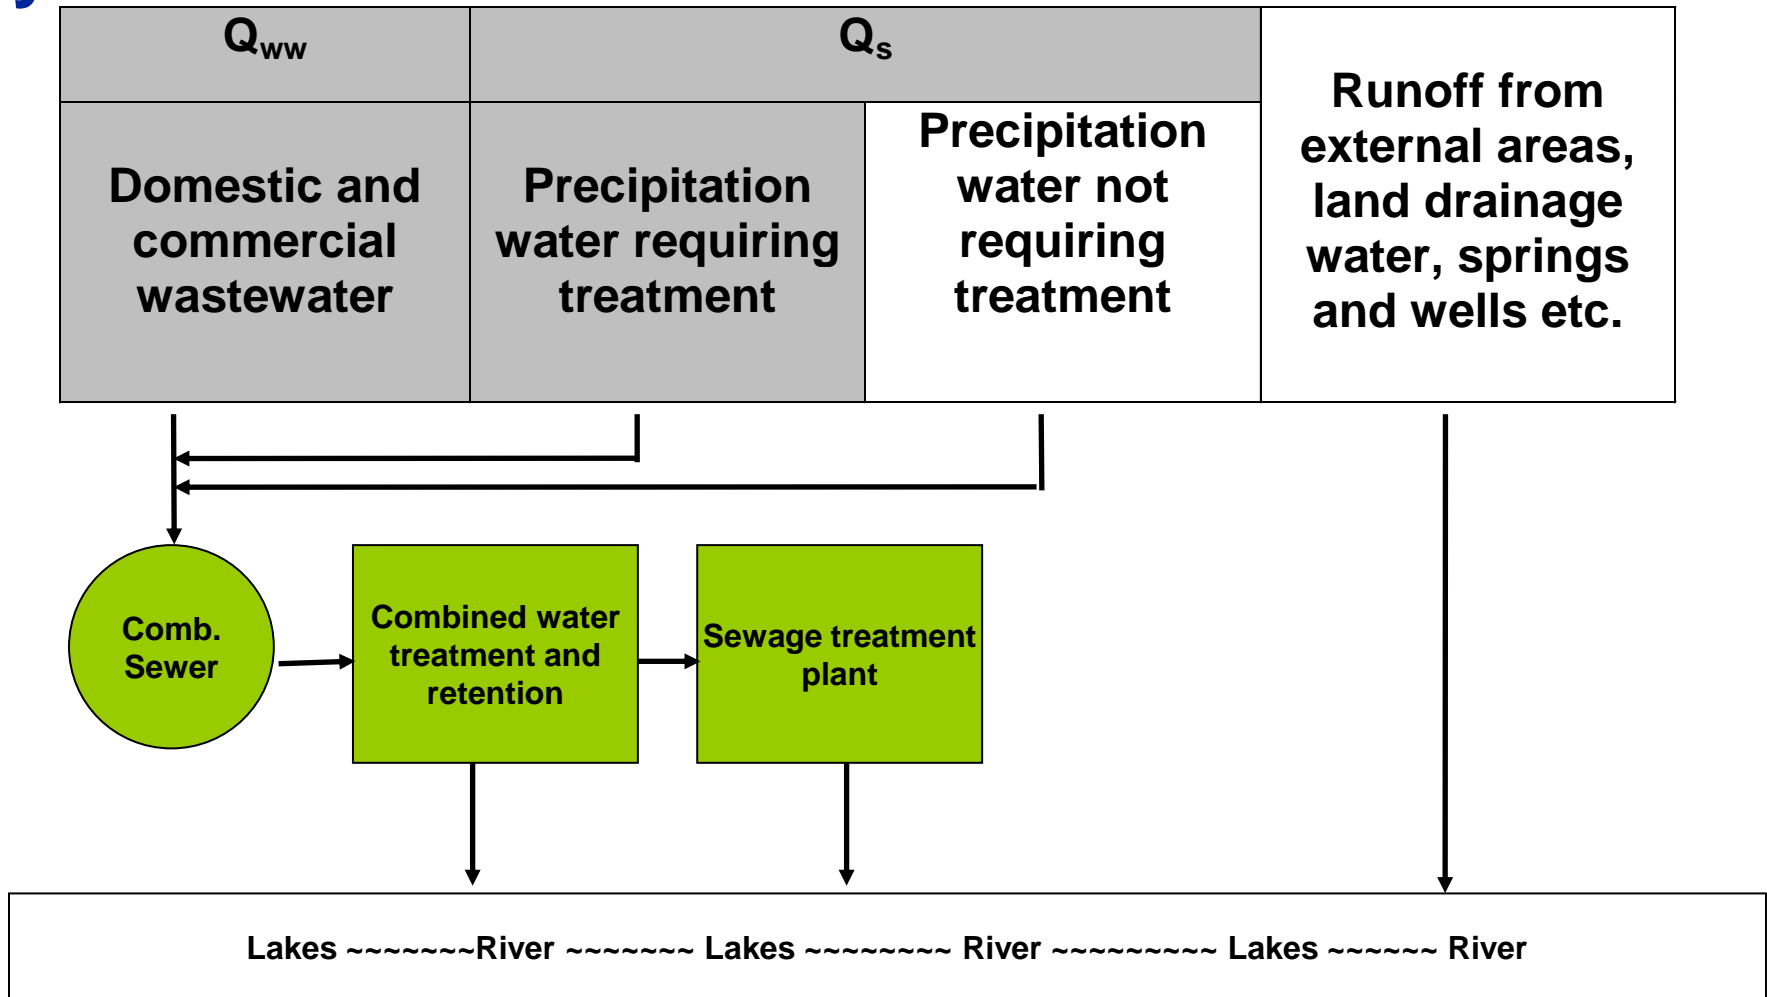 Qww
Qs
Domestic and
commercial
wastewater
Precipitation
water requiring
treatment
Precipitation
water not
requiring
treatment
Runoff from
external areas,
land drainage
water, springs
and wells etc.
Comb.
Sewer
Combined water
treatment and
retention
Sewage treatment
plant
Lakes ~~~~~~~River ~~~~~~~ Lakes ~~~~~~~~ River ~~~~~~~~~ Lakes ~~~~~~ River